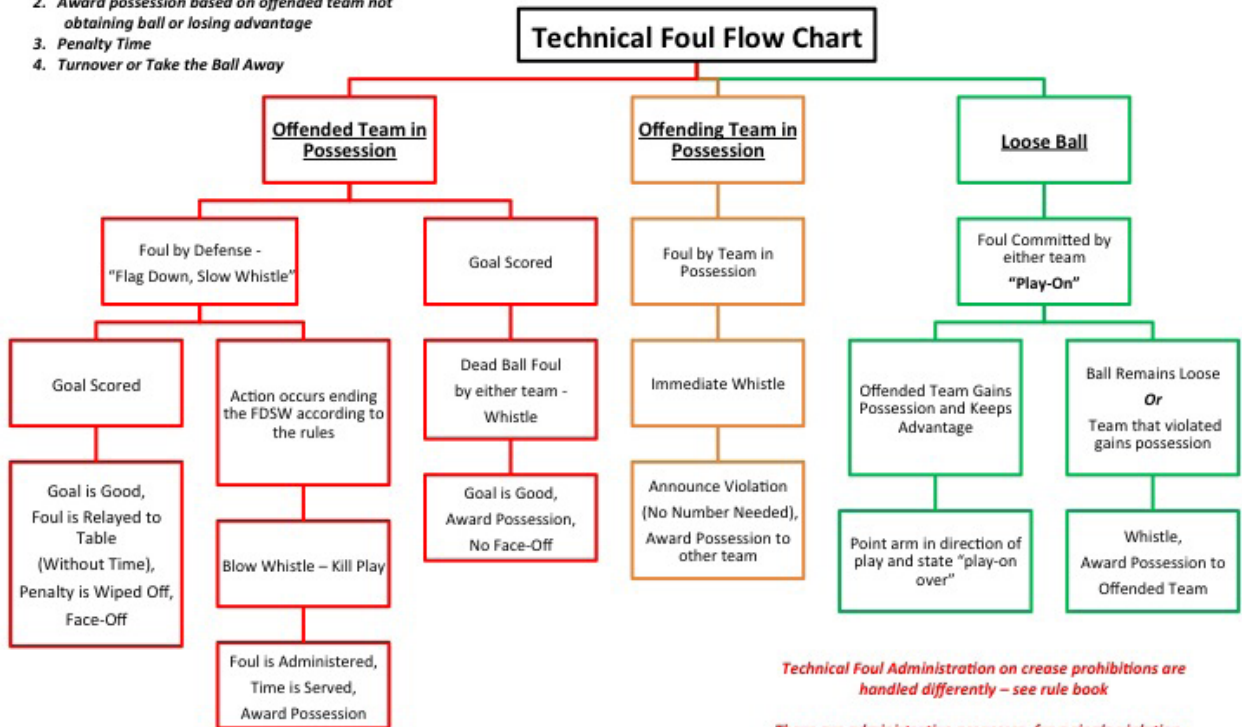 2. Award possession based on offended team not
obtaining ball or losing advantage
3. Penalty Time
4. Turnover or Take the Ball Away
Technical Foul Flow Chart
Offended Team in
Possession
Offending Team in
Possession
Loose Ball
Foul by Defense -
“Flag Down, Slow Whistle”
Goal Scored
Foul by Team in
Possession
Foul Committed by
either team
“Play-On”
Goal Scored
Action occurs ending
the FDSW according to
the rules
Dead Ball Foul
by either team -
Whistle
Immediate Whistle
Offended Team Gains
Possession and Keeps
Advantage
Ball Remains Loose
Or
Team that violated
gains possession
Goal is Good,
Foul is Relayed to
Table
(Without Time),
Penalty is Wiped Off,
Face-Off
Blow Whistle – Kill Play
Goal is Good,
Award Possession,
No Face-Off
Announce Violation
(No Number Needed),
Award Possession to
other team
Point arm in direction of
play and state “play-on
over”
Whistle,
Award Possession to
Offended Team
Foul is Administered,
Time is Served,
Award Possession
Technical Foul Administration on crease prohibitions are
handled differently – see rule book